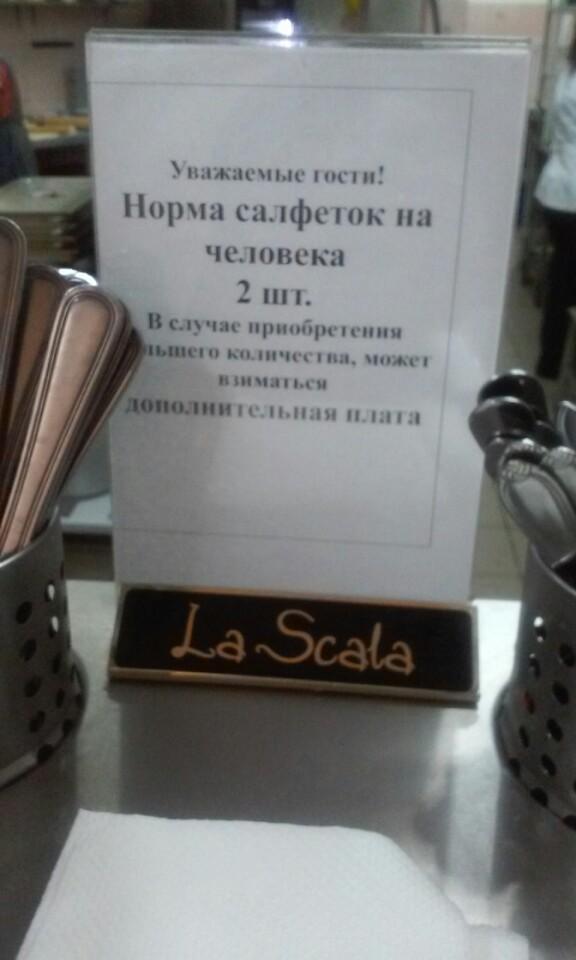 Уважаемые гости!
Норма салфеток на
человека
2 шт.
В случае приобретения
количества, может
взиматься
дополнительная плата
La Scala